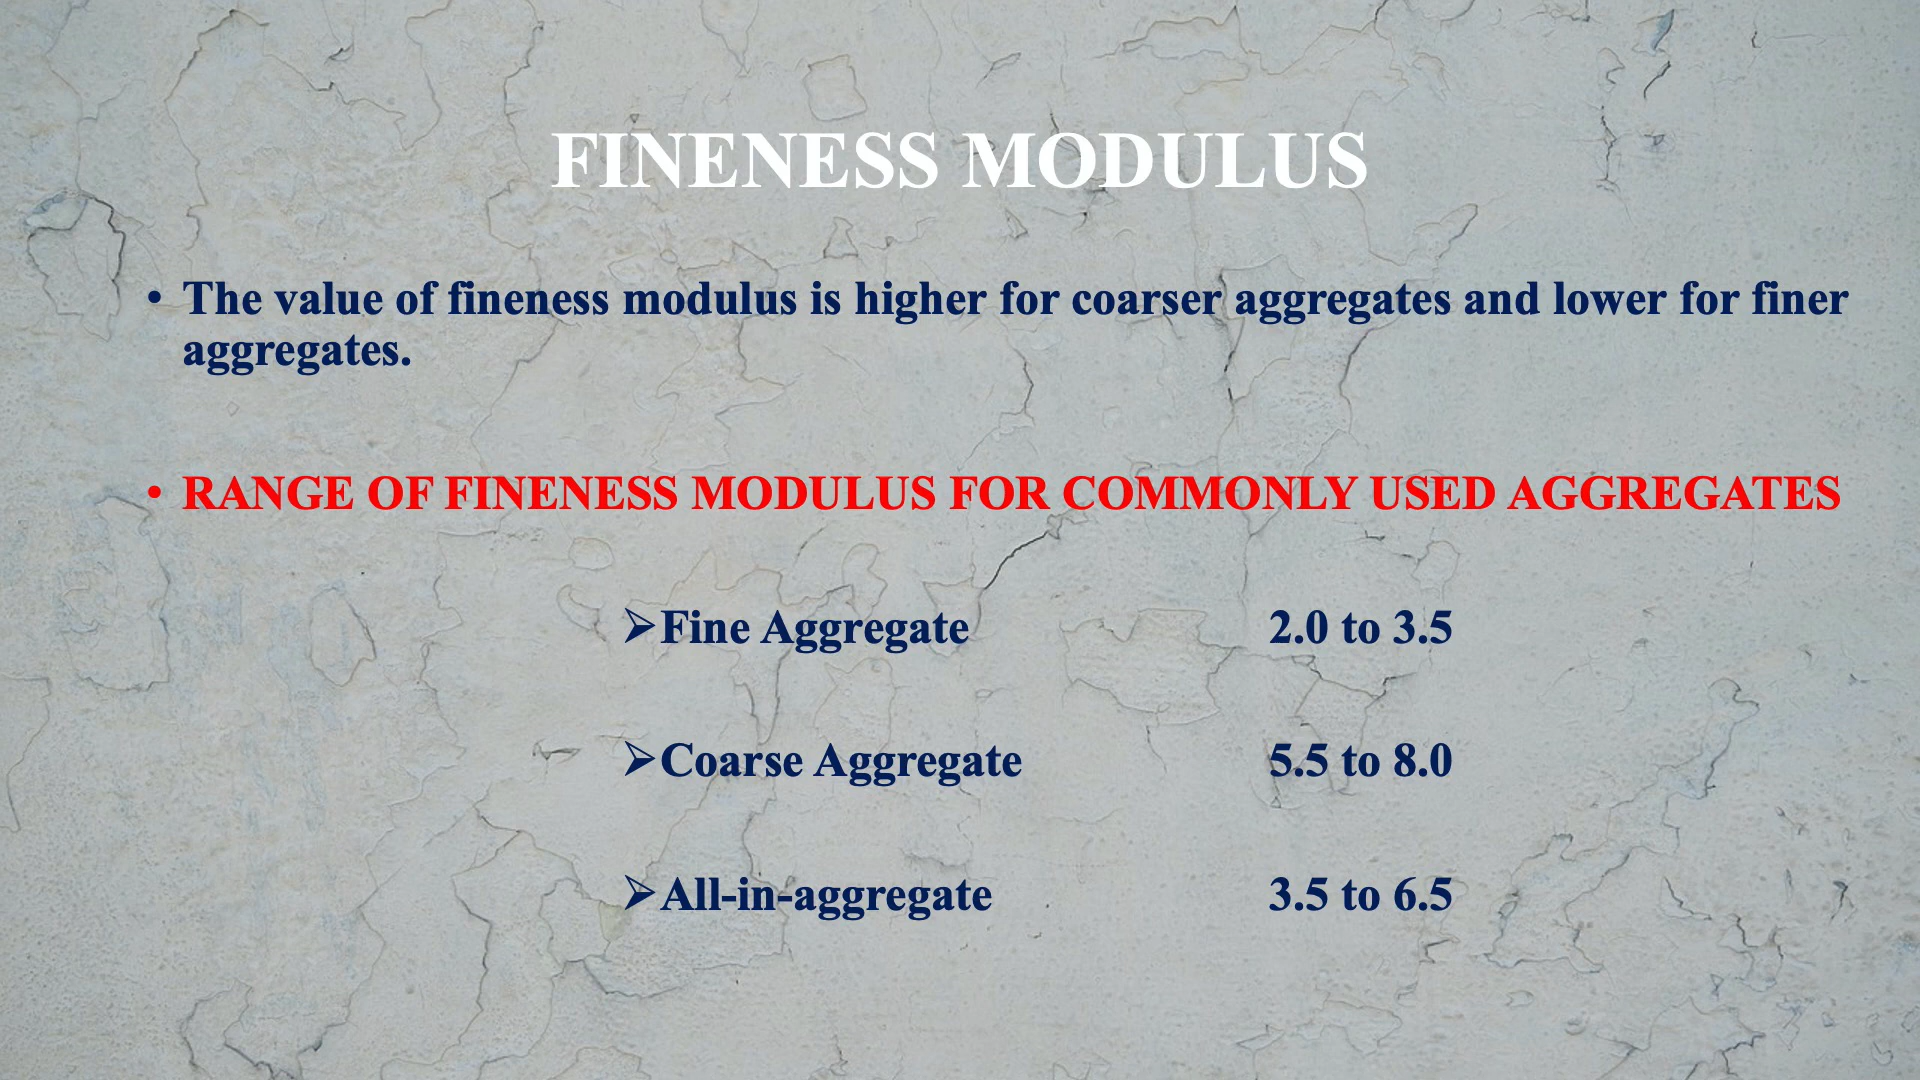 FINENESS MODULUS
• The value of fineness modulus is higher for coarser aggregates and lower for finer
aggregates.
• RANGE OF FINENESS MODULUS FOR COMMONLY USED AGGREGATES
➢Fine Aggregate 2.0 to 3.5
➢Coarse Aggregate 5.5 to 8.0
➢All-in-aggregate 3.5 to 6.5